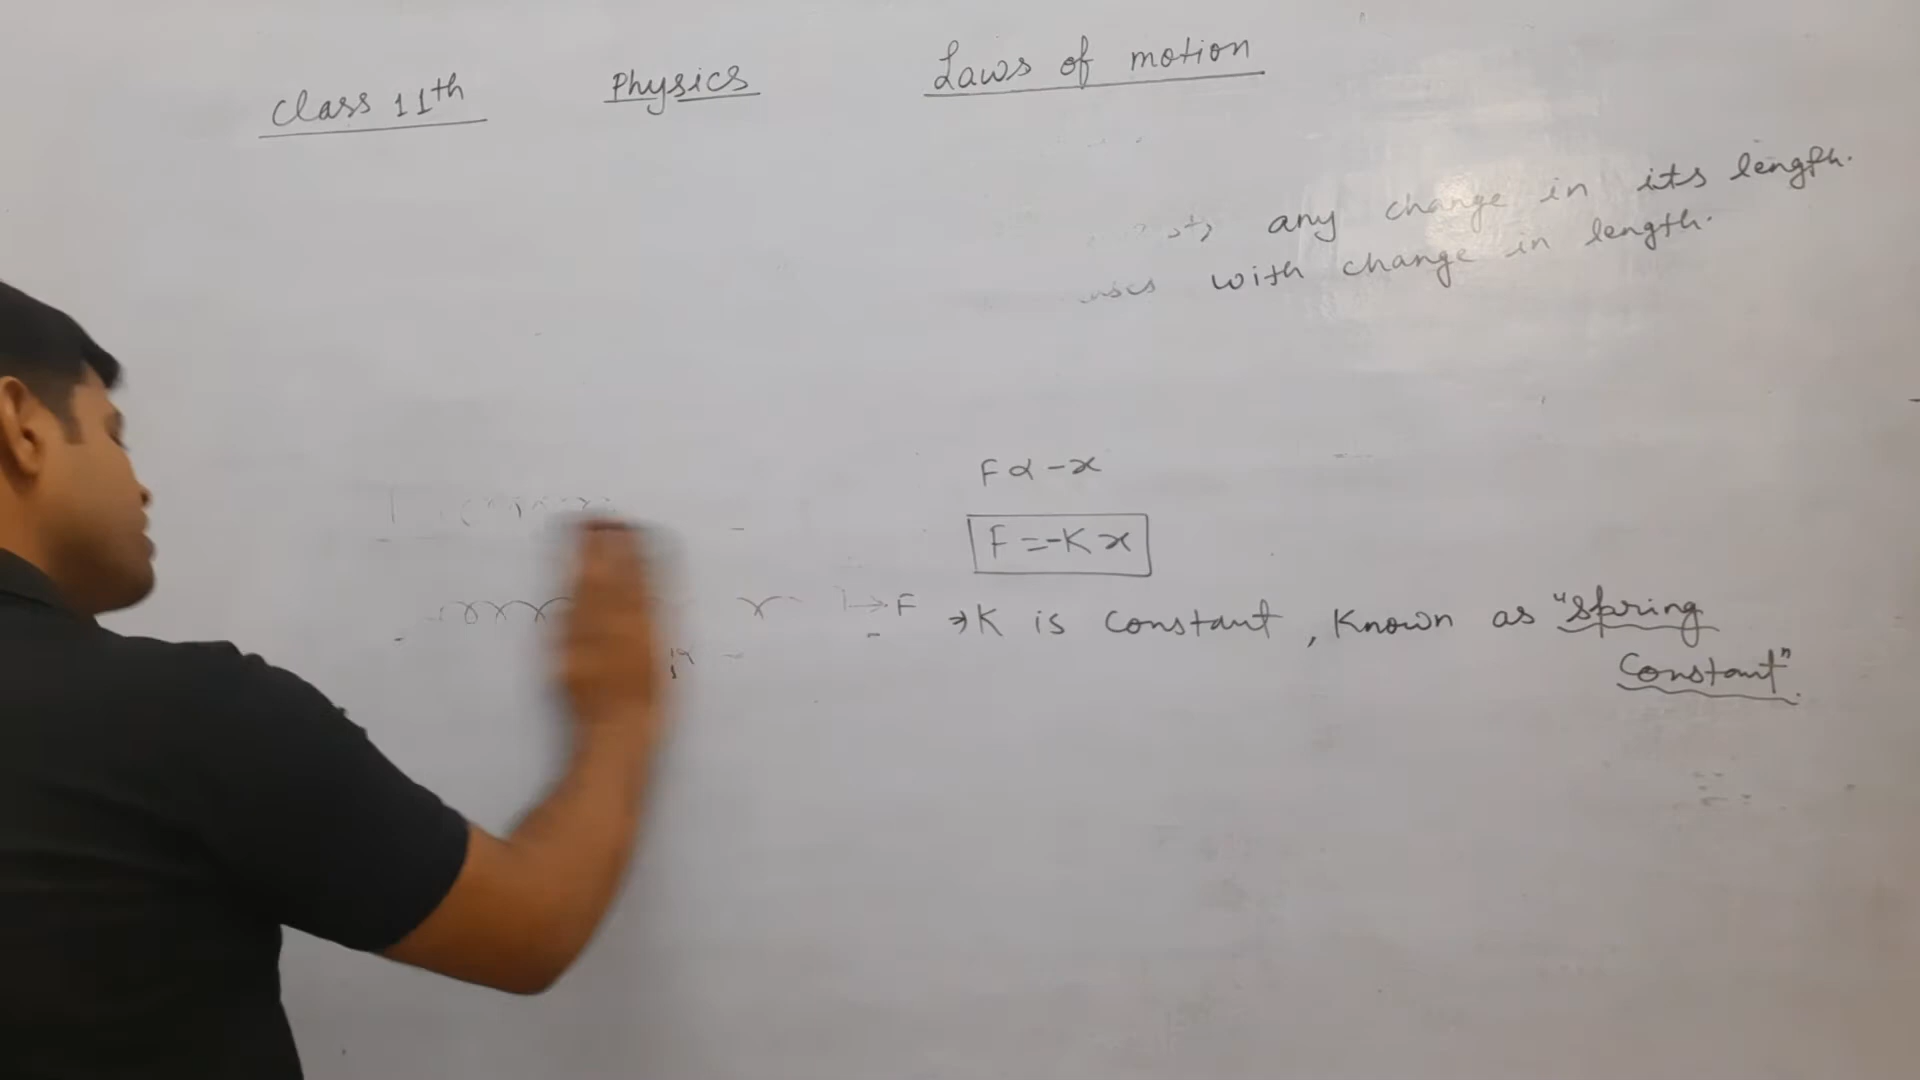 Class 11th Physics Laws of motion
any change in its length.
with change in length.
F α -x
F = -K x
F
→ K is constant, Known as "Spring
Constant".